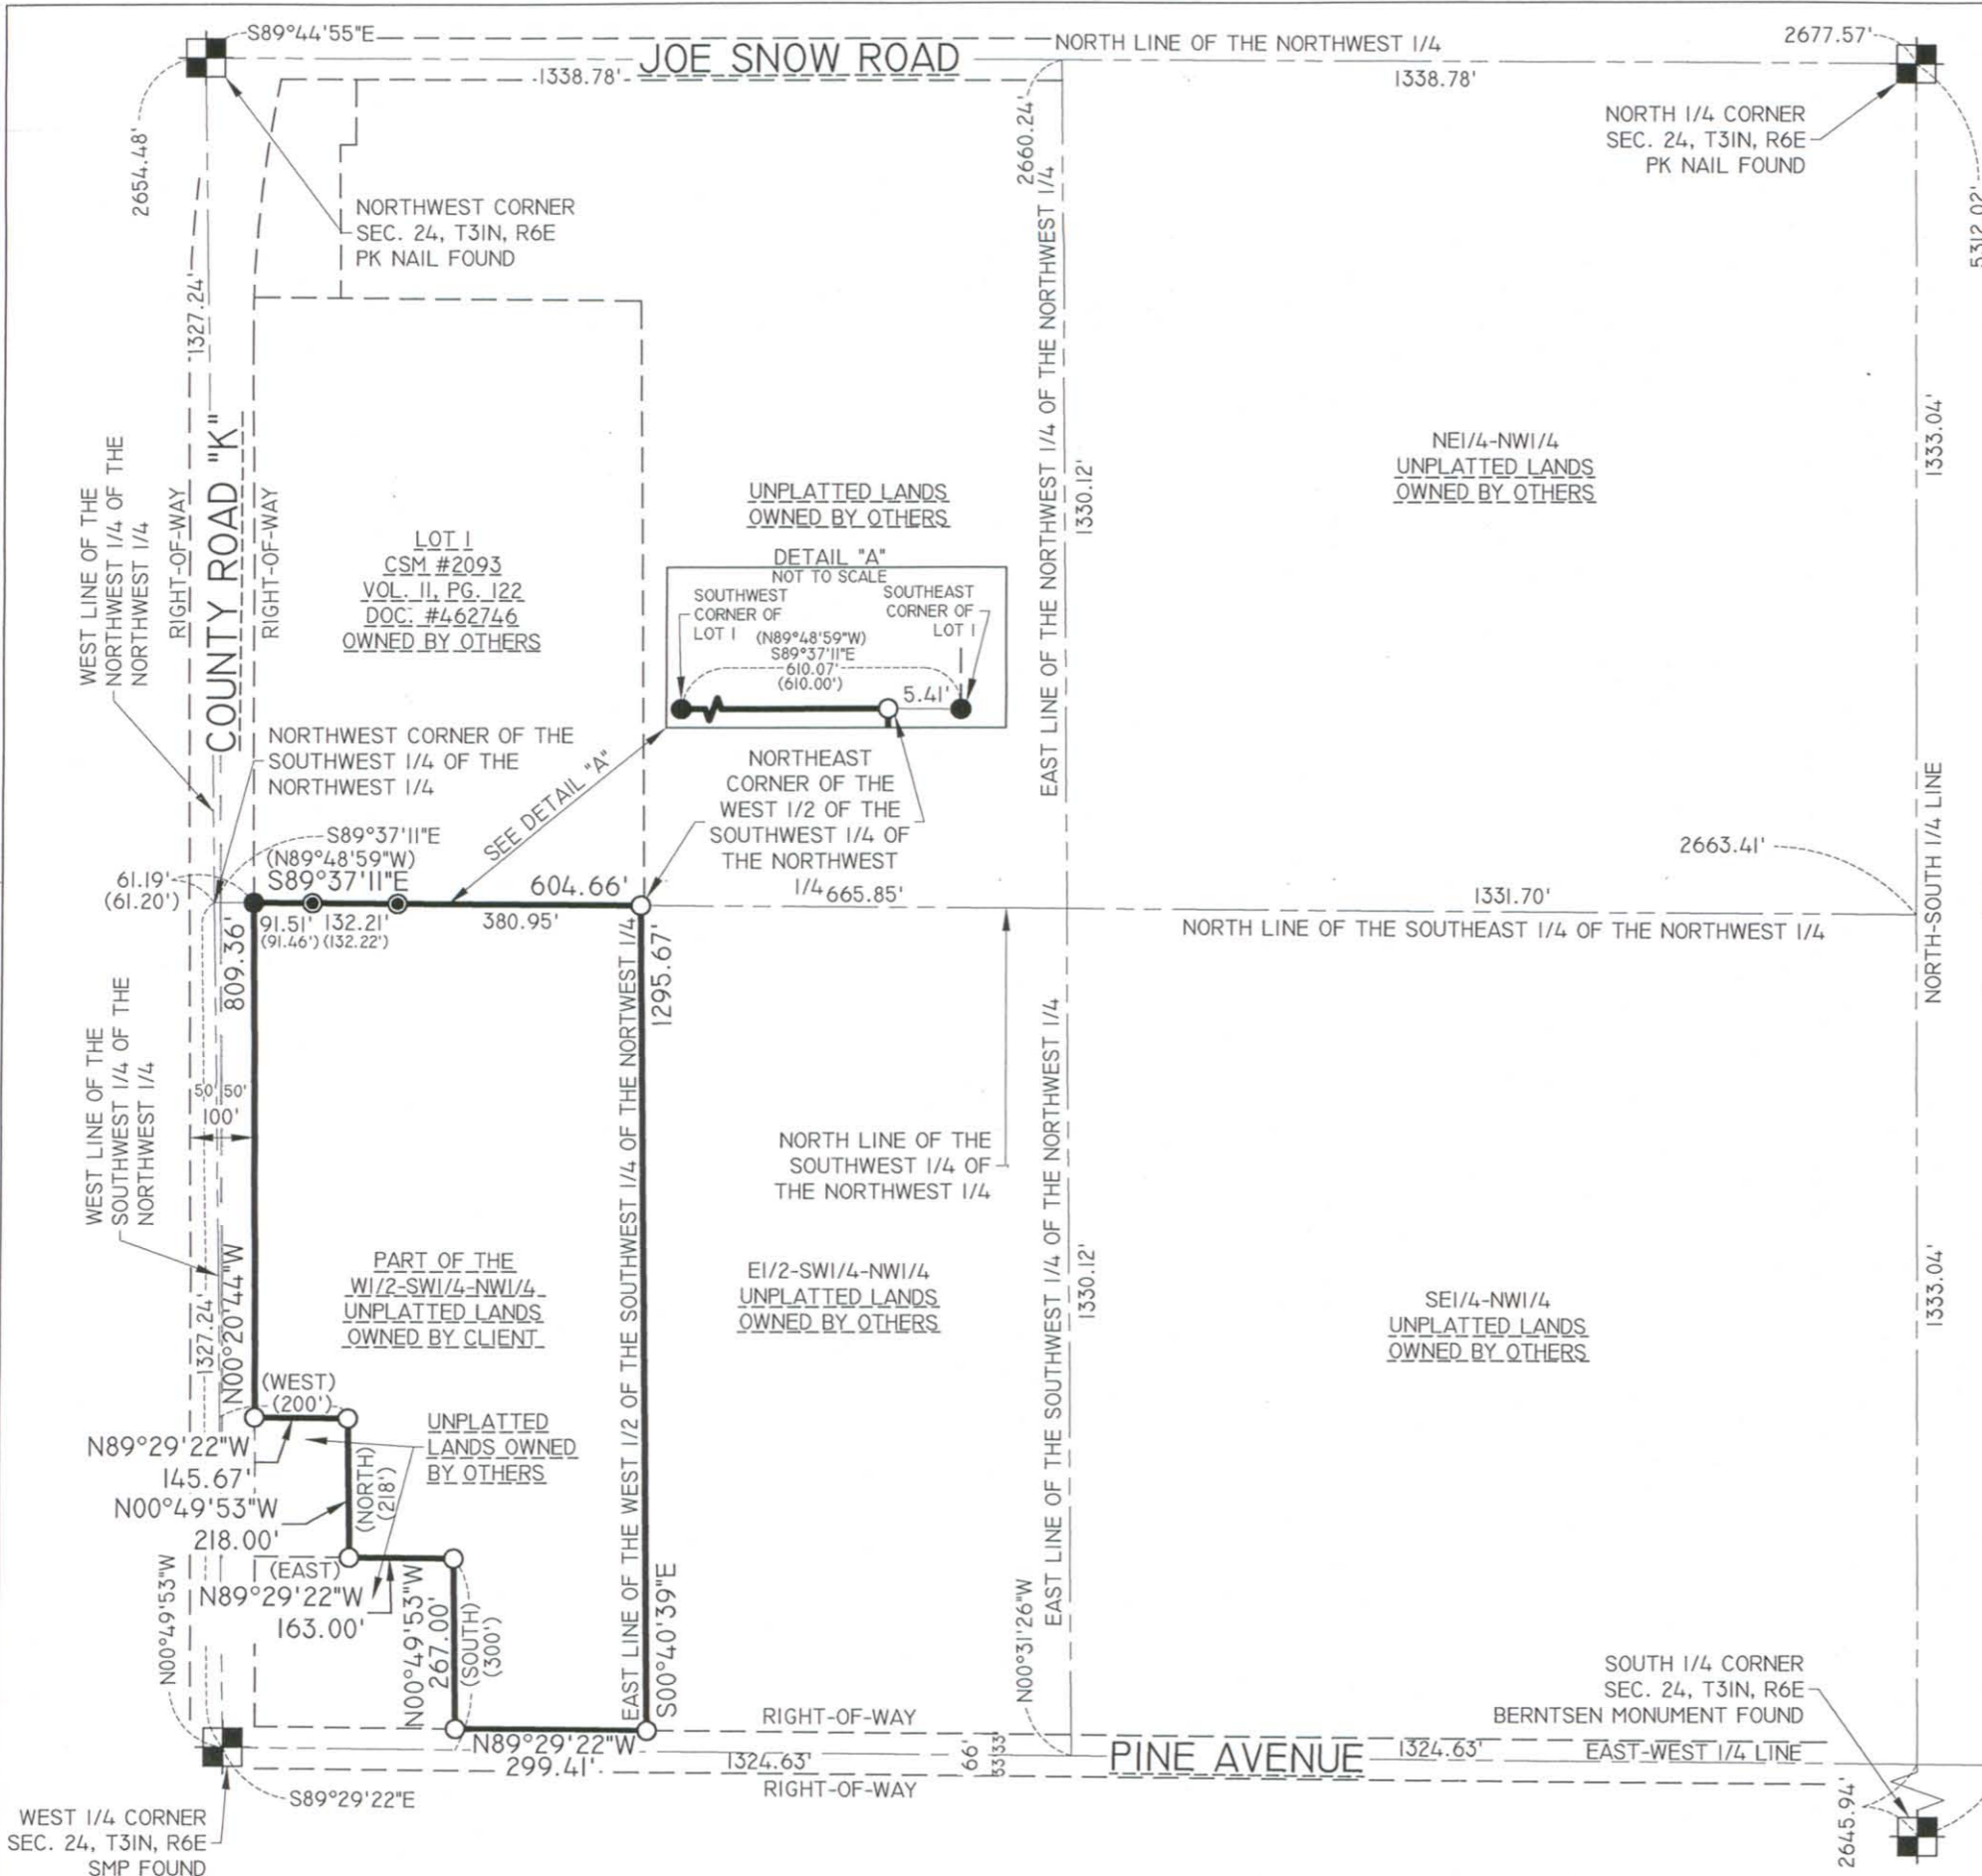 S89°44'55"E
JOE SNOW ROAD
NORTH LINE OF THE NORTHWEST 1/4
2677.57'
1338.78'
1338.78'
2654.48'
2660.24'
5312.02'
NORTH 1/4 CORNER
SEC. 24, T31N, R6E
PK NAIL FOUND
NORTHWEST CORNER
SEC. 24, T31N, R6E
PK NAIL FOUND
1327.24'
RIGHT-OF-WAY
COUNTY ROAD "K"
RIGHT-OF-WAY
WEST LINE OF THE
NORTHWEST 1/4 OF THE
NORTHWEST 1/4
LOT 1
CSM #2093
VOL. 11, PG. 122
DOC. #462746
OWNED BY OTHERS
UNPLATTED LANDS
OWNED BY OTHERS
EAST LINE OF THE NORTHWEST 1/4 OF THE NORTHWEST 1/4
1330.12'
NE1/4-NW1/4
UNPLATTED LANDS
OWNED BY OTHERS
1333.04'
DETAIL "A"
NOT TO SCALE
SOUTHWEST
CORNER OF
LOT 1
SOUTHEAST
CORNER OF
LOT 1
(N89°48'59"W)
S89°37'11"E
610.07'
(610.00')
5.41'
NORTHWEST CORNER OF THE
SOUTHWEST 1/4 OF THE
NORTHWEST 1/4
SEE DETAIL "A"
NORTHEAST
CORNER OF THE
WEST 1/2 OF THE
SOUTHWEST 1/4 OF
THE NORTHWEST
1/4
S89°37'11"E
(N89°48'59"W)
S89°37'11"E
61.19'
(61.20')
604.66'
665.85'
2663.41'
1331.70'
91.51'
132.21'
380.95'
(91.46')
(132.22')
NORTH LINE OF THE SOUTHEAST 1/4 OF THE NORTHWEST 1/4
NORTH-SOUTH 1/4 LINE
809.36'
1295.67'
WEST LINE OF THE
SOUTHWEST 1/4 OF THE
NORTHWEST 1/4
50' 50'
100'
NORTH LINE OF THE
SOUTHWEST 1/4 OF
THE NORTHWEST 1/4
EAST LINE OF THE WEST 1/2 OF THE SOUTHWEST 1/4 OF THE NORTWEST 1/4
EAST LINE OF THE SOUTHWEST 1/4 OF THE NORTHWEST 1/4
N00°20'44"W
1327.24'
PART OF THE
W1/2-SW1/4-NW1/4
UNPLATTED LANDS
OWNED BY CLIENT
E1/2-SW1/4-NW1/4
UNPLATTED LANDS
OWNED BY OTHERS
1330.12'
SE1/4-NW1/4
UNPLATTED LANDS
OWNED BY OTHERS
1333.04'
(WEST)
(200')
N89°29'22"W
145.67'
UNPLATTED
LANDS OWNED
BY OTHERS
N00°49'53"W
218.00'
(NORTH)
(218')
(EAST)
N89°29'22"W
163.00'
N00°49'53"W
N00°49'53"W
267.00'
(SOUTH)
(300')
S00°40'39"E
N00°31'26"W
SOUTH 1/4 CORNER
SEC. 24, T31N, R6E
BERNTSEN MONUMENT FOUND
RIGHT-OF-WAY
N89°29'22"W
299.41'
1324.63'
66'
33'
33'
PINE AVENUE
1324.63'
EAST-WEST 1/4 LINE
RIGHT-OF-WAY
S89°29'22"E
WEST 1/4 CORNER
SEC. 24, T31N, R6E
SMP FOUND
2645.94'